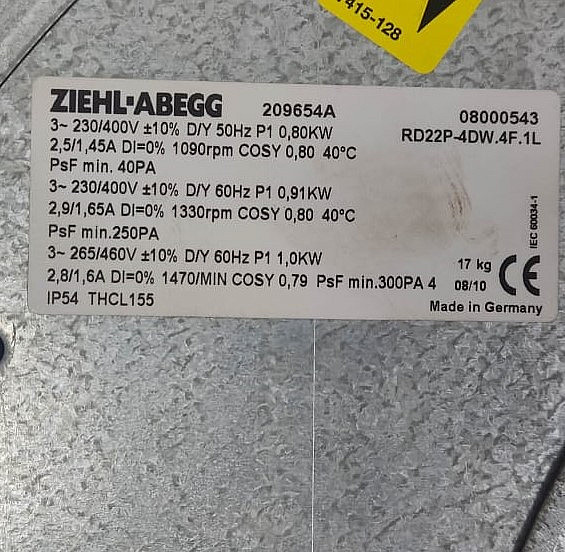 415-128
ZIEHL-ABEGG 209654A 08000543
3~ 230/400V ±10% D/Y 50Hz P1 0,80KW RD22P-4DW.4F.1L
2,5/1,45A DI=0% 1090rpm COSY 0,80 40°C
PsF min. 40PA
3~ 230/400V ±10% D/Y 60Hz P1 0,91KW
2,9/1,65A DI=0% 1330rpm COSY 0,80 40°C
PsF min.250PA
3~ 265/460V ±10% D/Y 60Hz P1 1,0KW
2,8/1,6A DI=0% 1470/MIN COSY 0,79 PsF min.300PA 4
IP54 THCL155
17 kg
08/10
CE
IEC 60034-1
Made in Germany